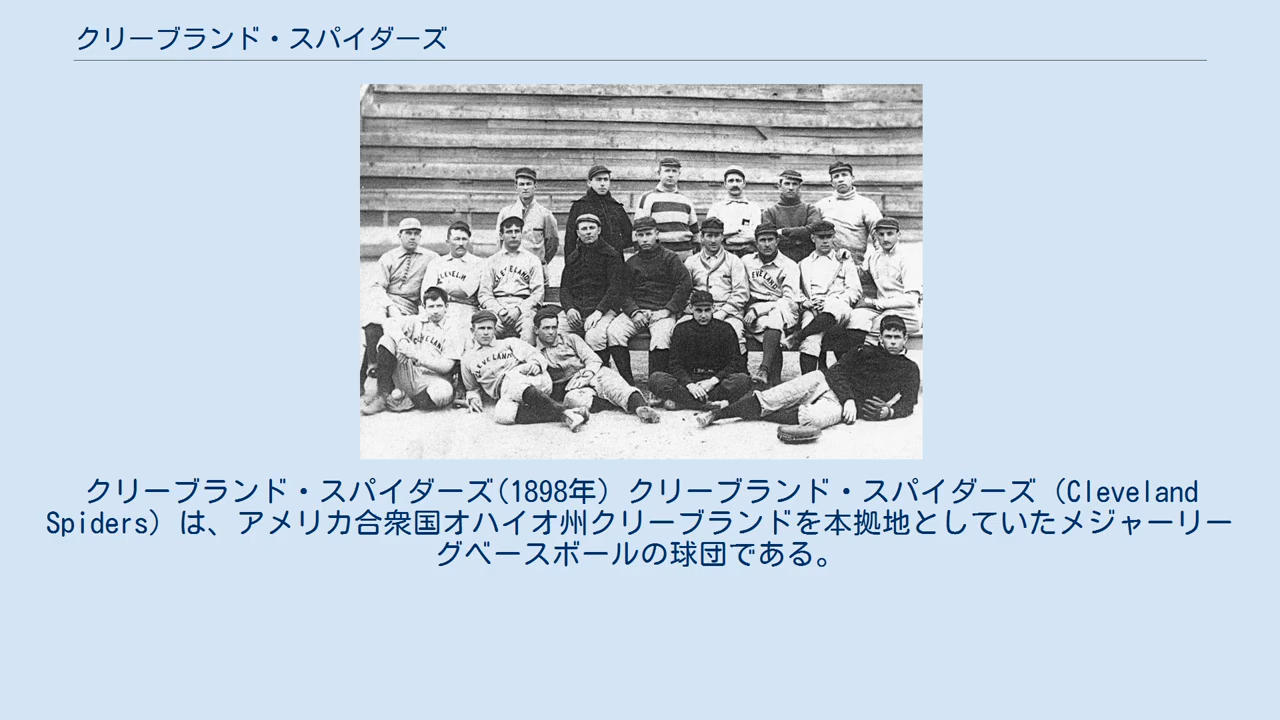 クリーブランド・スパイダーズ
CLEVELAND
CLEVELAND
クリーブランド・スパイダーズ(1898年）クリーブランド・スパイダーズ（Cleveland
Spiders）は、アメリカ合衆国オハイオ州クリーブランドを本拠地としていたメジャーリー
グベースボールの球団である。